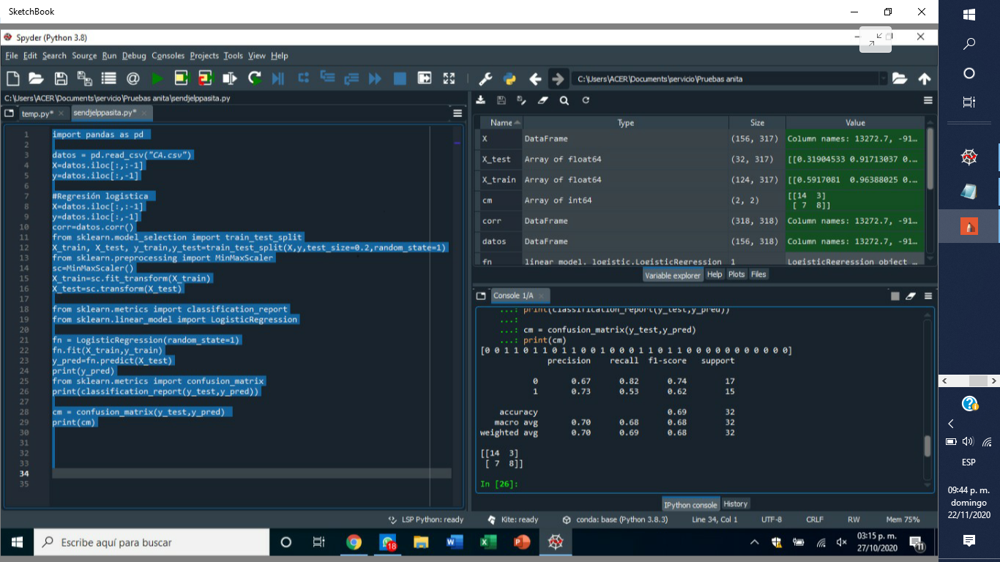 SketchBook
Spyder (Python 3.8)
File Edit Search Source Run Debug Consoles Projects Tools View Help
C:\Users\ACER\Documents\servicio\Pruebas anita
C:\Users\ACER\Documents\servicio\Pruebas anita\sendjelppasita.py
temp.py*
sendjelppasita.py*
1 import pandas as pd
2
3 datos = pd.read_csv("CA.csv")
4 X=datos.iloc[:,:-1]
5 y=datos.iloc[:,-1]
6
7 #Regresión logistica
8 X=datos.iloc[:,:-1]
9 y=datos.iloc[:,-1]
10 corr=datos.corr()
11 from sklearn.model_selection import train_test_split
12 X_train, X_test, y_train,y_test=train_test_split(X,y,test_size=0.2,random_state=1)
13 from sklearn.preprocessing import MinMaxScaler
14 sc=MinMaxScaler()
15 X_train=sc.fit_transform(X_train)
16 X_test=sc.transform(X_test)
17
18 from sklearn.metrics import classification_report
19 from sklearn.linear_model import LogisticRegression
20
21 fn = LogisticRegression(random_state=1)
22 fn.fit(X_train,y_train)
23 y_pred=fn.predict(X_test)
24 print(y_pred)
25 from sklearn.metrics import confusion_matrix
26 print(classification_report(y_test,y_pred))
27
28 cm = confusion_matrix(y_test,y_pred)
29 print(cm)
30
31
32
33
34
35
Name Type Size Value
X DataFrame (156, 317) Column names: 13272.7, -91...
X_test Array of float64 (32, 317) [[0.31904533 0.91713037 0...
X_train Array of float64 (124, 317) [[0.5917081 0.96388025 0...
cm Array of int64 (2, 2) [[14 3]
[ 7 8]]
corr DataFrame (318, 318) Column names: 13272.7, -91...
datos DataFrame (156, 318) Column names: 13272.7, -91...
fn linear_model._logistic.LogisticRegression 1 LogisticRegression object ...
Variable explorer Help Plots Files
Console 1/A
...: print(classification_report(y_test,y_pred))
...:
...: cm = confusion_matrix(y_test,y_pred)
...: print(cm)
[0 0 1 1 0 1 1 0 1 1 0 0 1 0 0 0 1 1 0 1 1 0 0 0 0 0 0 0 0 0 0 0]
precision recall f1-score support
0 0.67 0.82 0.74 17
1 0.73 0.53 0.62 15
accuracy 0.69 32
macro avg 0.70 0.68 0.68 32
weighted avg 0.70 0.69 0.68 32
[[14 3]
[ 7 8]]
In [26]:
IPython console History
LSP Python: ready Kite: ready conda: base (Python 3.8.3) Line 34, Col 1 UTF-8 CRLF RW Mem 75%
Escribe aquí para buscar
18
03:15 p. m.
27/10/2020
11
ESP
09:44 p. m.
domingo
22/11/2020